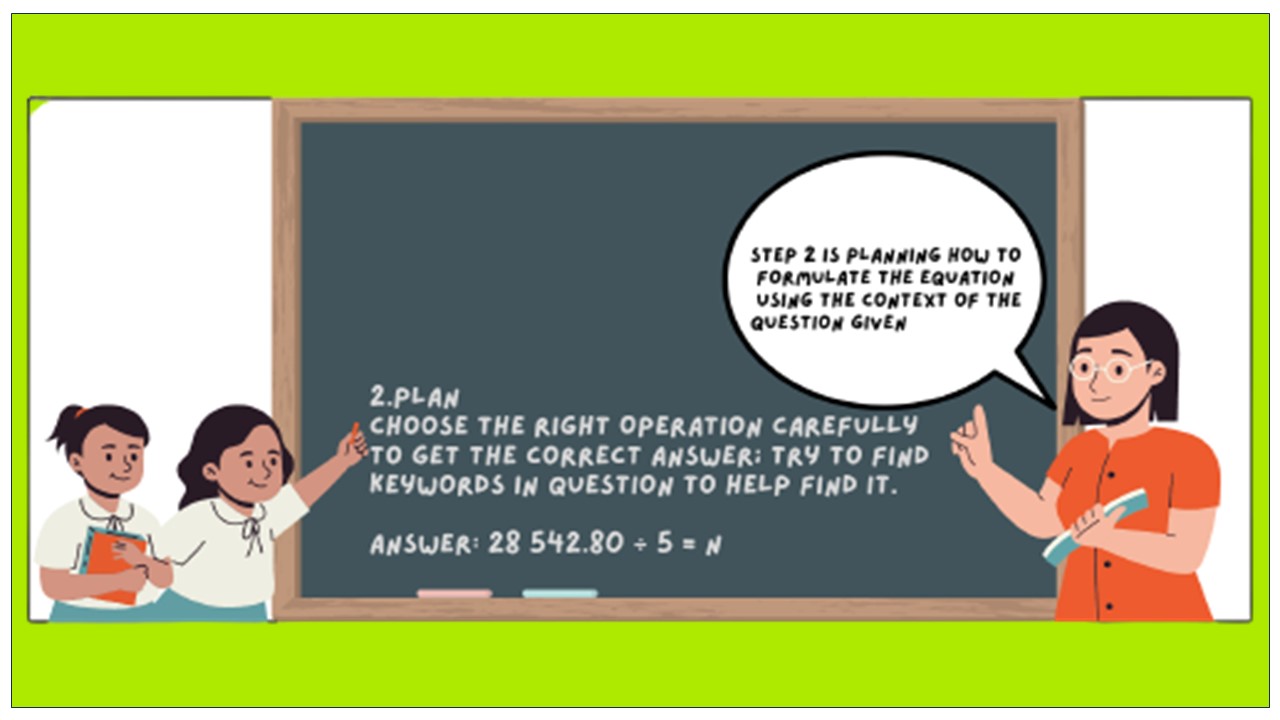 STEP 2 IS PLANNING HOW TO
FORMULATE THE EQUATION
USING THE CONTEXT OF THE
QUESTION GIVEN
2.PLAN
CHOOSE THE RIGHT OPERATION CAREFULLY
TO GET THE CORRECT ANSWER; TRY TO FIND
KEYWORDS IN QUESTION TO HELP FIND IT.
ANSWER: 28 542.80 ÷ 5 = N